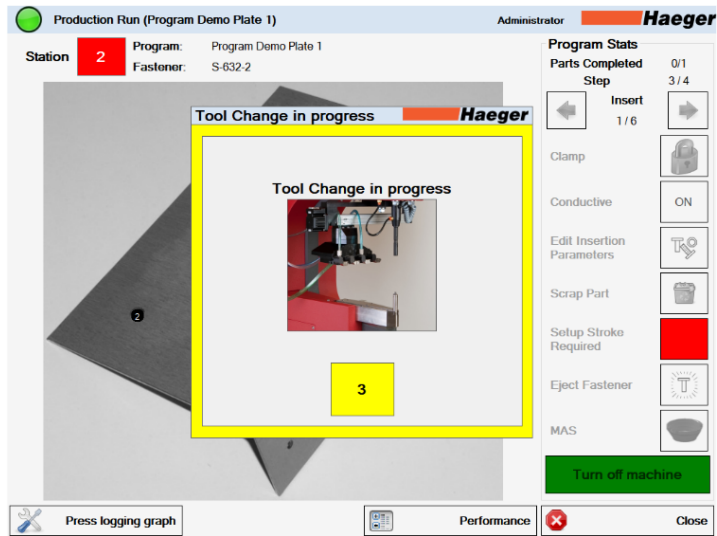 Production Run (Program Demo Plate 1)
Administrator
Haeger
Station
2
Program:
Program Demo Plate 1
Fastener:
S-632-2
Program Stats
Parts Completed
0/1
Step
3 / 4
Insert
1 / 6
Clamp
Conductive
ON
Edit Insertion
Parameters
Scrap Part
Setup Stroke
Required
Eject Fastener
T
MAS
Turn off machine
Tool Change in progress
Haeger
Tool Change in progress
3
2
Press logging graph
Performance
Close